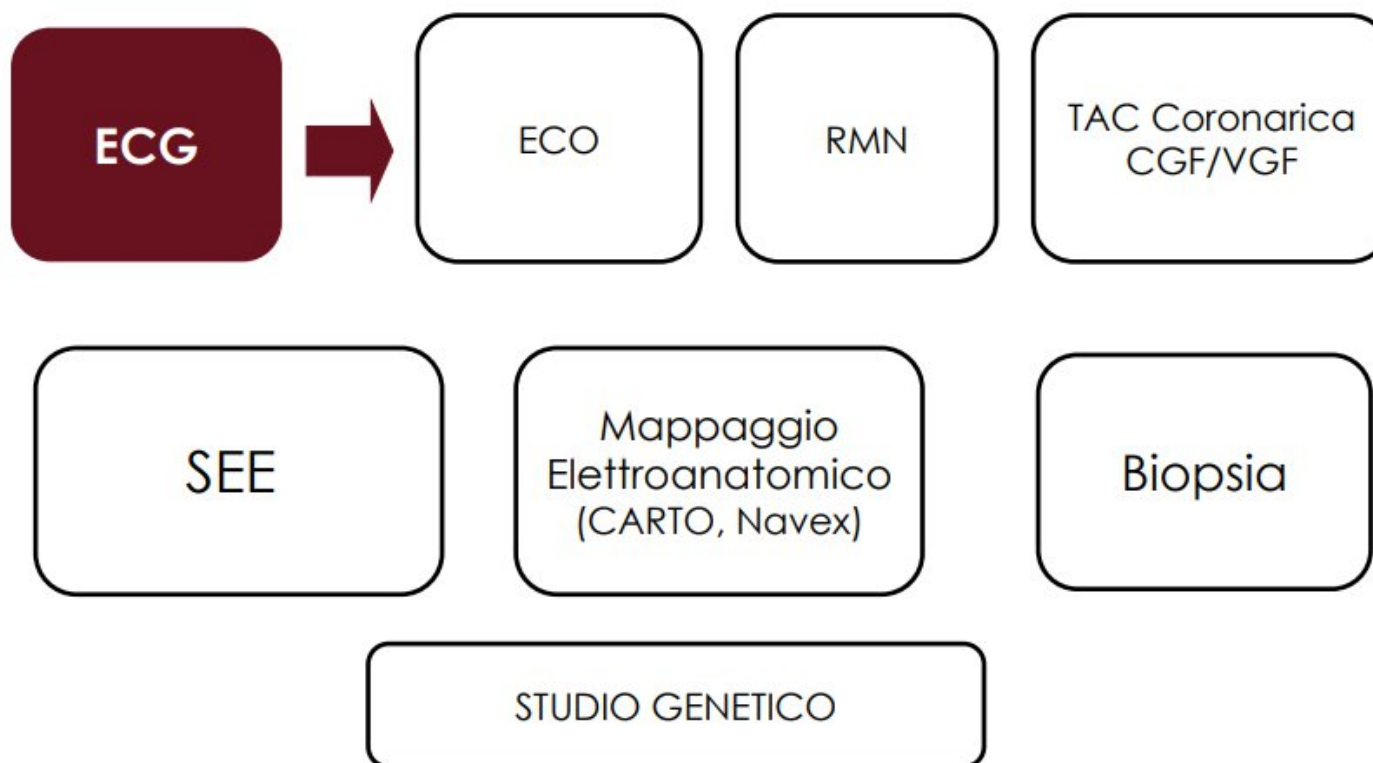 ECG
ECO
RMN
TAC Coronarica
CGF/VGF
SEE
Mappaggio
Elettroanatomico
(CARTO, Navex)
Biopsia
STUDIO GENETICO